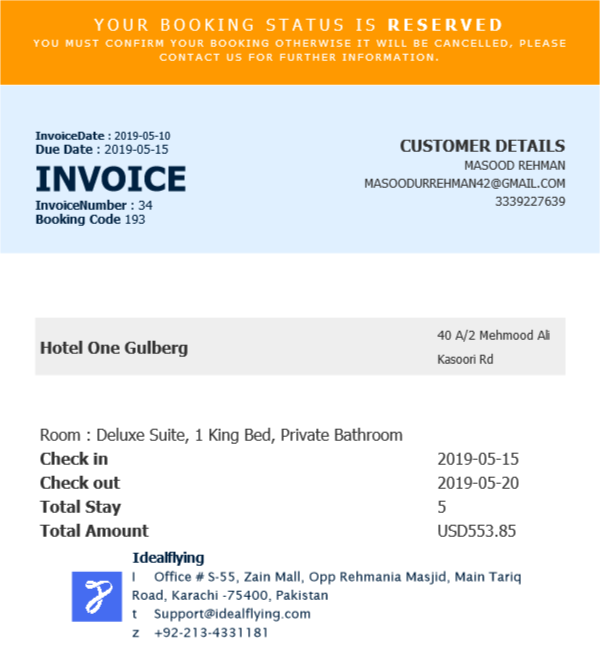 YOUR BOOKING STATUS IS RESERVED
YOU MUST CONFIRM YOUR BOOKING OTHERWISE IT WILL BE CANCELLED, PLEASE
CONTACT US FOR FURTHER INFORMATION.
InvoiceDate : 2019-05-10
Due Date : 2019-05-15
INVOICE
InvoiceNumber : 34
Booking Code 193
CUSTOMER DETAILS
MASOOD REHMAN
MASOODURREHMAN42@GMAIL.COM
3339227639
Hotel One Gulberg
40 A/2 Mehmood Ali
Kasoori Rd
Room : Deluxe Suite, 1 King Bed, Private Bathroom
Check in 2019-05-15
Check out 2019-05-20
Total Stay 5
Total Amount USD553.85
Idealflying
l Office # S-55, Zain Mall, Opp Rehmania Masjid, Main Tariq
Road, Karachi -75400, Pakistan
t Support@idealflying.com
z +92-213-4331181